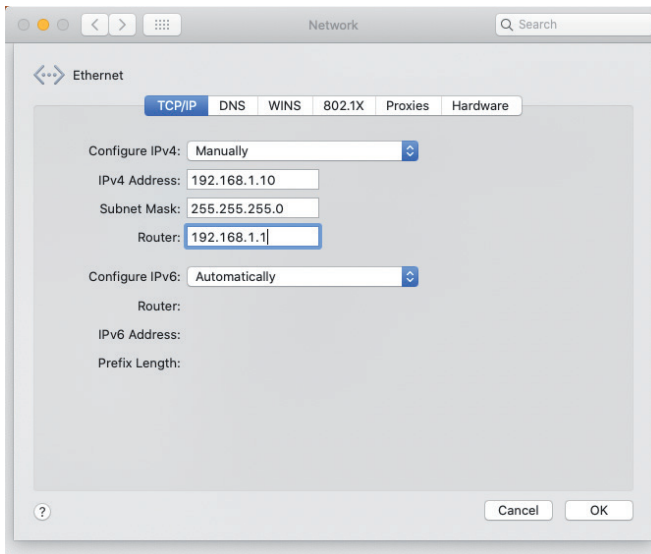 Network
Search
Ethernet
TCP/IP DNS WINS 802.1X Proxies Hardware
Configure IPv4: Manually
IPv4 Address: 192.168.1.10
Subnet Mask: 255.255.255.0
Router: 192.168.1.1
Configure IPv6: Automatically
Router:
IPv6 Address:
Prefix Length:
? Cancel OK